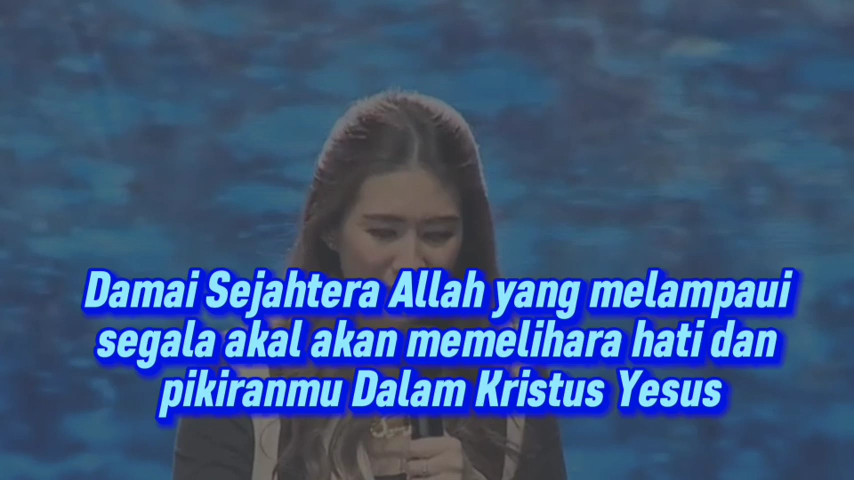 Damai Sejahtera Allah yang melampaui
segala akal akan memelihara hati dan
pikiranmu Dalam Kristus Yesus